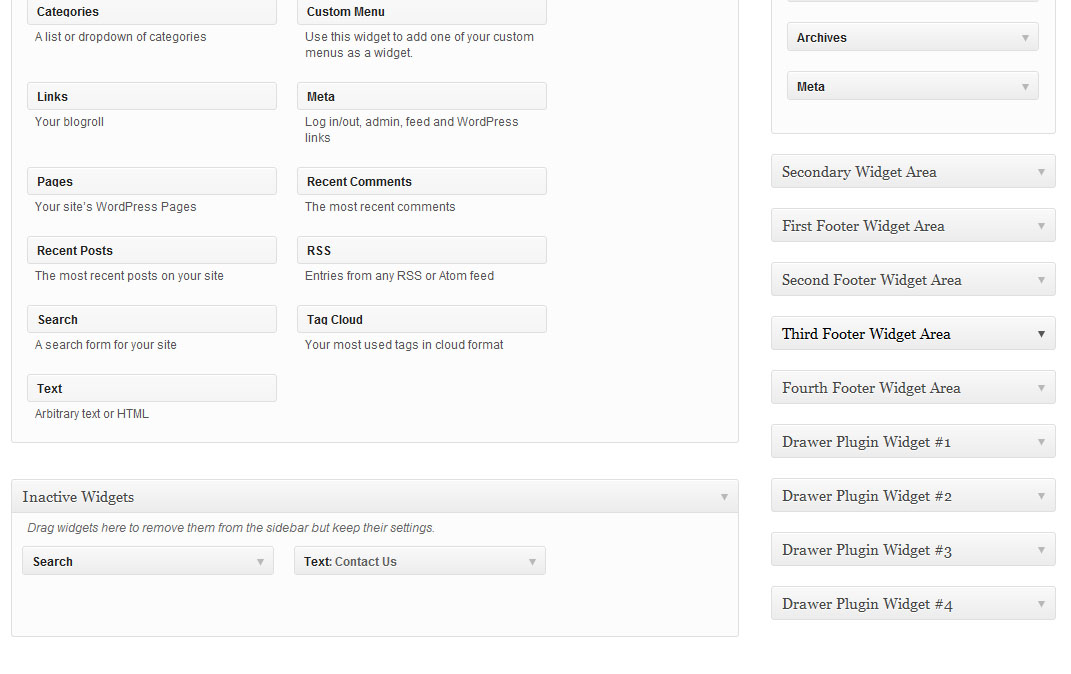 Categories
A list or dropdown of categories
Custom Menu
Use this widget to add one of your custom
menus as a widget.
Links
Your blogroll
Meta
Log in/out, admin, feed and WordPress
links
Pages
Your site's WordPress Pages
Recent Comments
The most recent comments
Recent Posts
The most recent posts on your site
RSS
Entries from any RSS or Atom feed
Search
A search form for your site
Tag Cloud
Your most used tags in cloud format
Text
Arbitrary text or HTML
Inactive Widgets
Drag widgets here to remove them from the sidebar but keep their settings.
Search
Text: Contact Us
Archives
Meta
Secondary Widget Area
First Footer Widget Area
Second Footer Widget Area
Third Footer Widget Area
Fourth Footer Widget Area
Drawer Plugin Widget #1
Drawer Plugin Widget #2
Drawer Plugin Widget #3
Drawer Plugin Widget #4